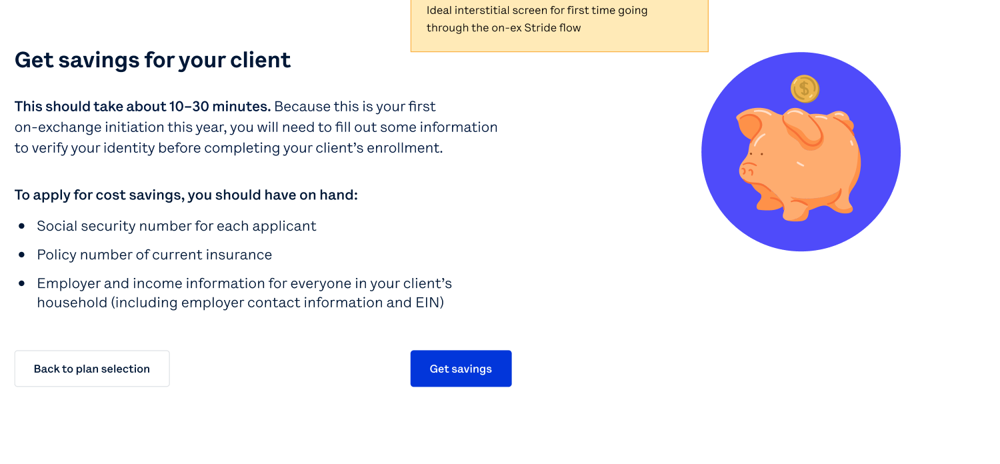 Ideal interstitial screen for first time going
through the on-ex Stride flow
Get savings for your client
This should take about 10–30 minutes. Because this is your first
on-exchange initiation this year, you will need to fill out some information
to verify your identity before completing your client’s enrollment.
To apply for cost savings, you should have on hand:
• Social security number for each applicant
• Policy number of current insurance
• Employer and income information for everyone in your client’s
household (including employer contact information and EIN)
Back to plan selection
Get savings
$